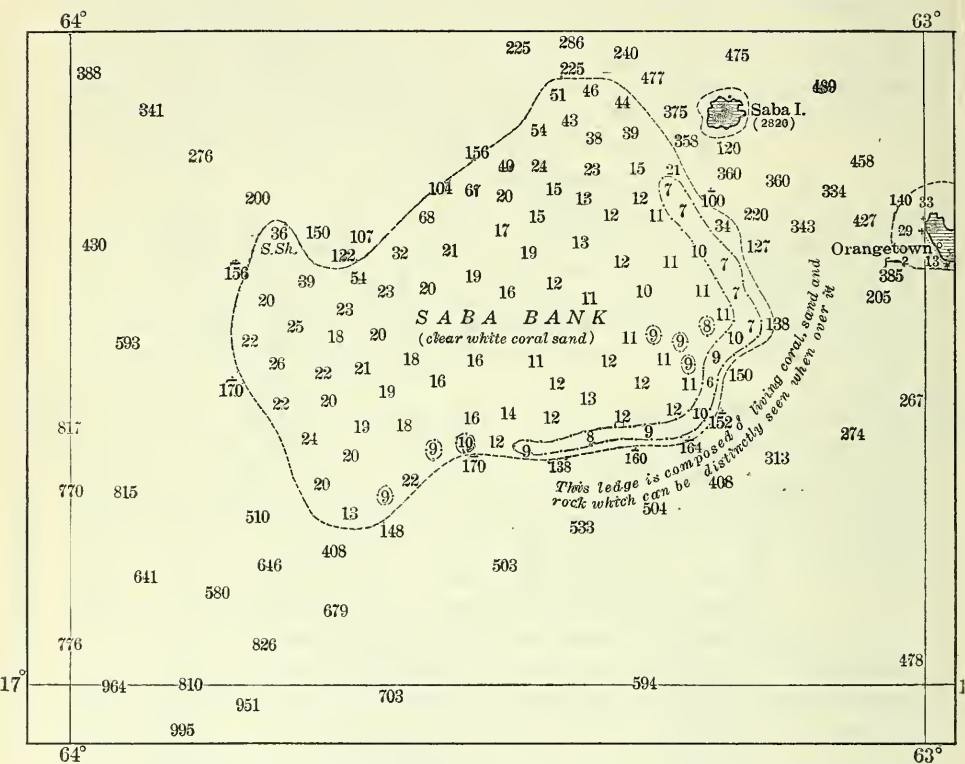 64° 63°
225 286 240 475
388 225 477
51 46 44 439
341 43 375 Saba I.
(2820)
54 38 39 358
276 156 120 458
40 24 23 15 21 360 360
104 67 20 15 13 12 7 334
200 100 140 33
68 15 12 11 7 34 220 343 427 29
36 150 107 17
S.Sh.
430 122 32 21 19 13 10 127 Orangetown
156 39 54 12 11 7 2 13
20 23 20 19 16 12 11 10 11 7 385 205
25 23 SABA BANK 11 7 138
(clear white coral sand)
593 22 18 20 11 9 9 8 10
26 22 21 18 16 11 12 11 9 9 150
170 20 19 16 12 12 11 6
22 13 267
817 24 19 18 16 14 12 12 12 10 152 274
20 9 10 12 9 8 9 164 313
170 138 160
This ledge is composed of living coral, sand and
rock which can be distinctly seen when over it
770 815 20 22 9 408
510 13 148 533 504
408
641 646 503
580
679
776 826 478
17° 964 810 703 594 1
951
995
64° 63°